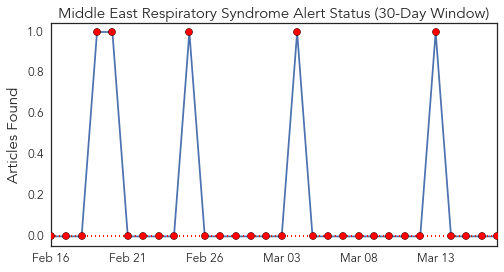 Middle East Respiratory Syndrome Alert Status (30-Day Window)
Articles Found
1.0
0.8
0.6
0.4
0.2
0.0
Feb 16 Feb 21 Feb 26 Mar 03 Mar 08 Mar 13